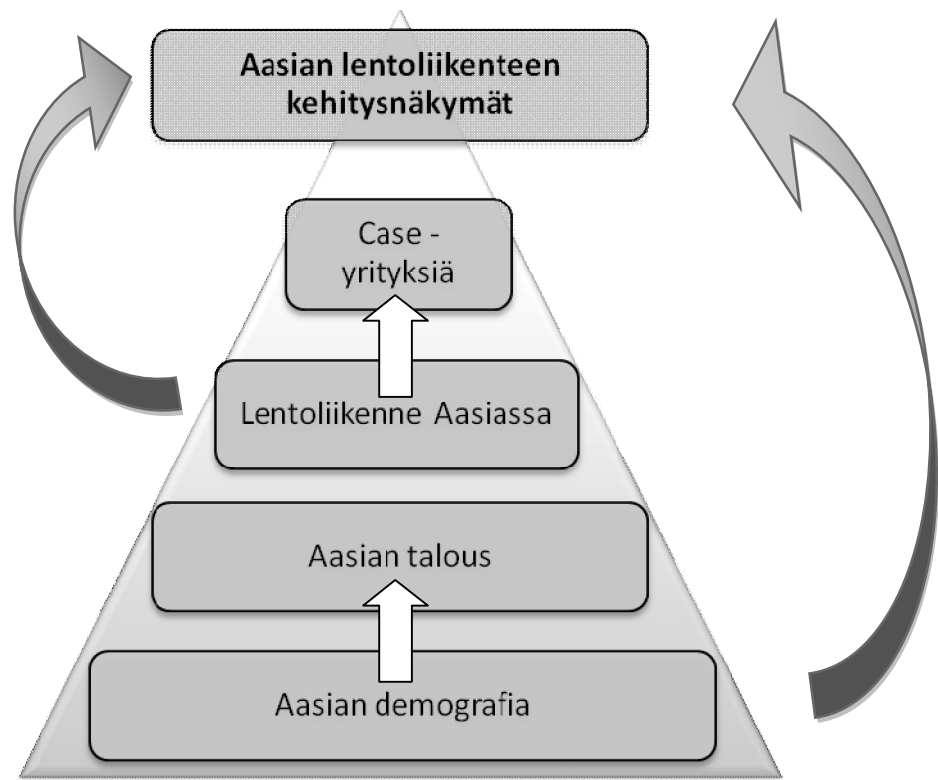 Aasian lentoliikenteen
kehitysnäkymät
Case -
yrityksiä
Lentoliikenne Aasiassa
Aasian talous
Aasian demografia